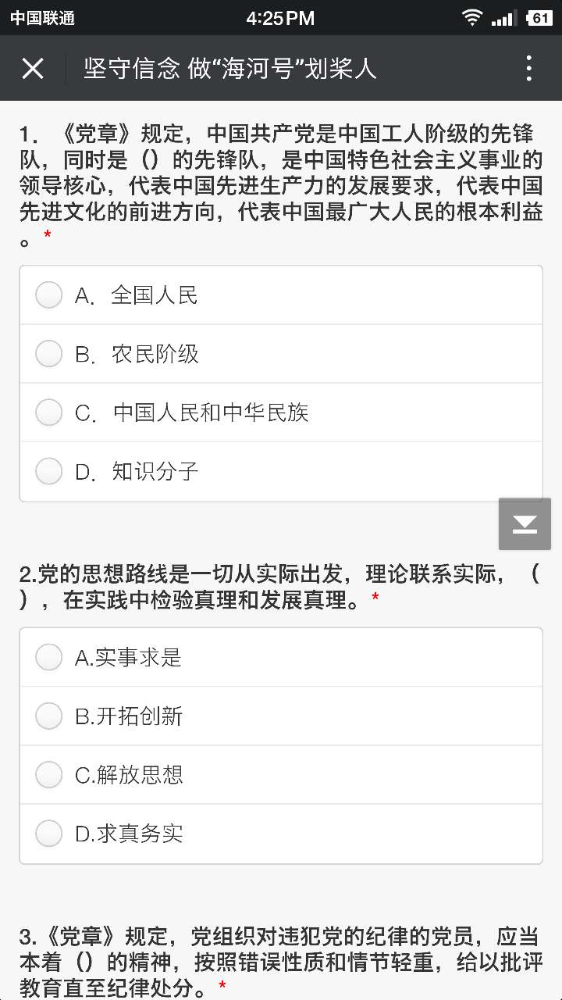 中国联通 4:25PM 61
坚守信念 做“海河号”划桨人
1. 《党章》规定，中国共产党是中国工人阶级的先锋
队，同时是（）的先锋队，是中国特色社会主义事业的
领导核心，代表中国先进生产力的发展要求，代表中国
先进文化的前进方向，代表中国最广大人民的根本利益
。*
A. 全国人民
B. 农民阶级
C. 中国人民和中华民族
D. 知识分子
2.党的思想路线是一切从实际出发，理论联系实际，（
），在实践中检验真理和发展真理。*
A.实事求是
B.开拓创新
C.解放思想
D.求真务实
3.《党章》规定，党组织对违犯党的纪律的党员，应当
本着（）的精神，按照错误性质和情节轻重，给以批评
教育直至纪律处分。*